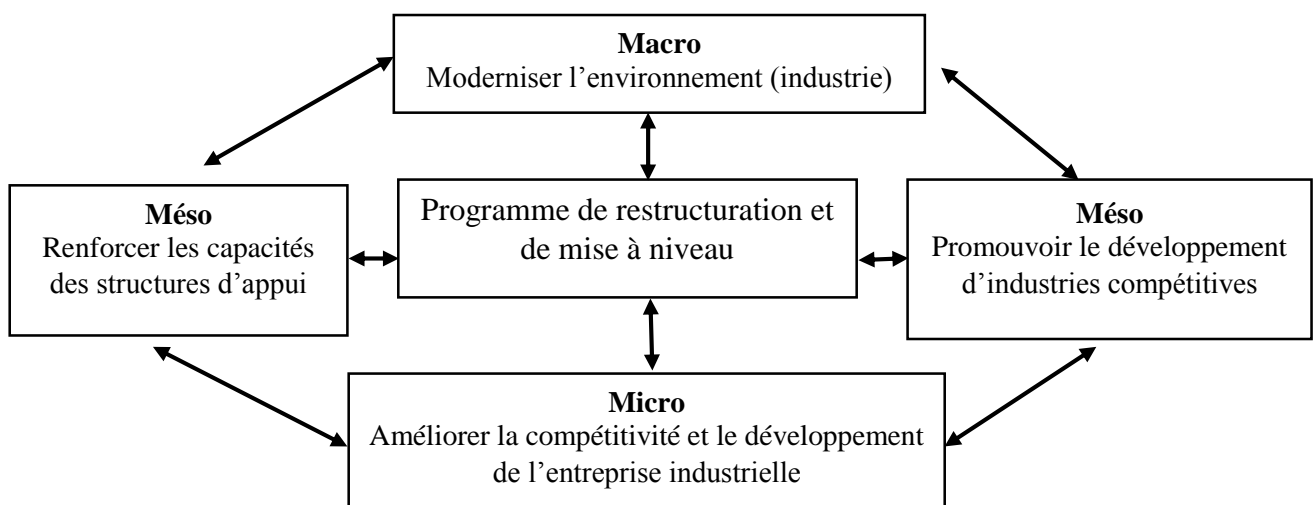 Macro
Moderniser l’environnement (industrie)
Méso
Renforcer les capacités
des structures d’appui
Programme de restructuration et
de mise à niveau
Méso
Promouvoir le développement
d’industries compétitives
Micro
Améliorer la compétitivité et le développement
de l’entreprise industrielle